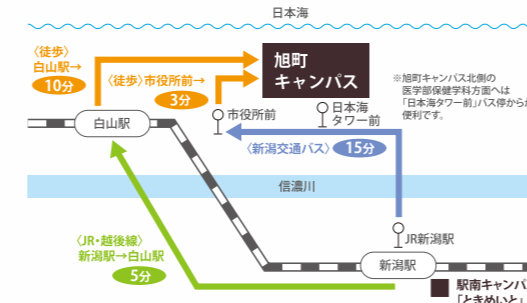 日本海
〈徒歩〉
白山駅→
10分
〈徒歩〉市役所前→
3分
旭町
キャンパス
※旭町キャンパス北側の
医学部保健学科方面へは
「日本海タワー前」バス停から
便利です。
白山駅
市役所前
日本海
タワー前
〈新潟交通バス〉 15分
信濃川
〈JR・越後線〉
新潟駅→白山駅
5分
JR新潟駅
新潟駅
駅南キャンパ
「ときめいと」